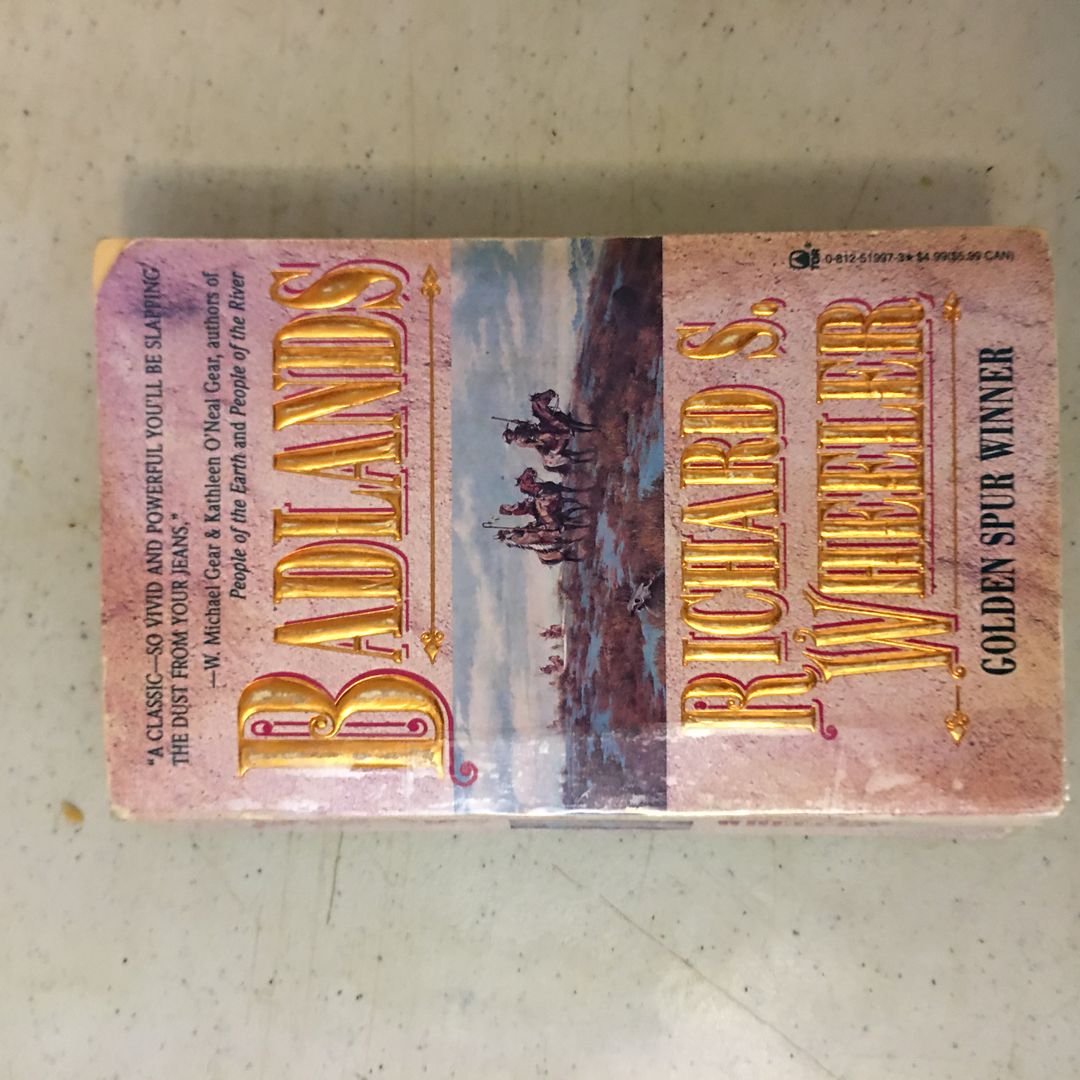 "A CLASSIC—SO VIVID AND POWERFUL YOU'LL BE SLAPPING
THE DUST FROM YOUR JEANS."
—W. Michael Gear & Kathleen O'Neal Gear, authors of
People of the Earth and People of the River
BADLANDS
TOR
0-812-51997-3 ★ $4.99 ($5.99 CAN)
RICHARD S.
WHEELER
GOLDEN SPUR WINNER